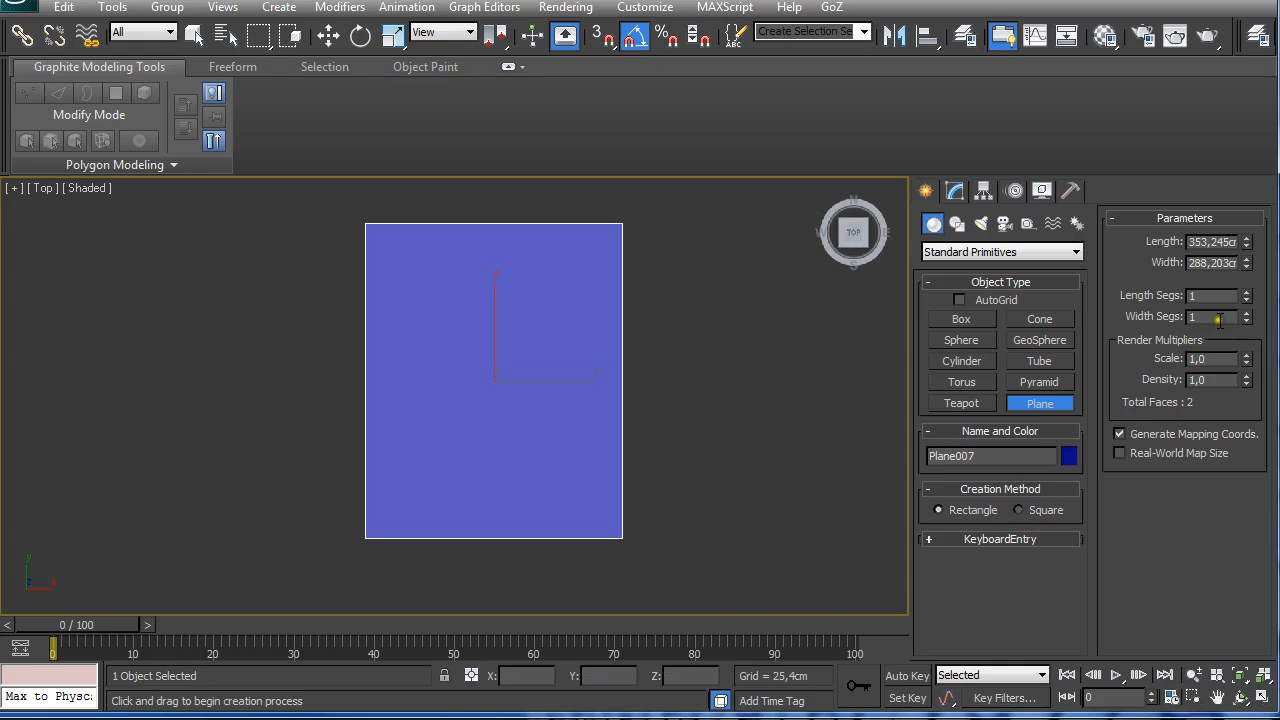 Edit Tools Group Views Create Modifiers Animation Graph Editors Rendering Customize MAXScript Help GoZ
All View 3 Create Selection Se
Graphite Modeling Tools Freeform Selection Object Paint
Modify Mode
Polygon Modeling
[ + ] [ Top ] [ Shaded ]
N
W TOP E
S
Standard Primitives
Object Type
AutoGrid
Box Cone
Sphere GeoSphere
Cylinder Tube
Torus Pyramid
Teapot Plane
Name and Color
Plane007
Creation Method
Rectangle Square
KeyboardEntry
Parameters
Length: 353,245cm
Width: 288,203cm
Length Segs: 1
Width Segs: 1
Render Multipliers
Scale: 1,0
Density: 1,0
Total Faces : 2
Generate Mapping Coords.
Real-World Map Size
y
z x
< 0 / 100 >
0 10 20 30 40 50 60 70 80 90 100
1 Object Selected X: Y: Z: Grid = 25,4cm Auto Key Selected
Max to Physc: Click and drag to begin creation process Add Time Tag Set Key Key Filters... 0